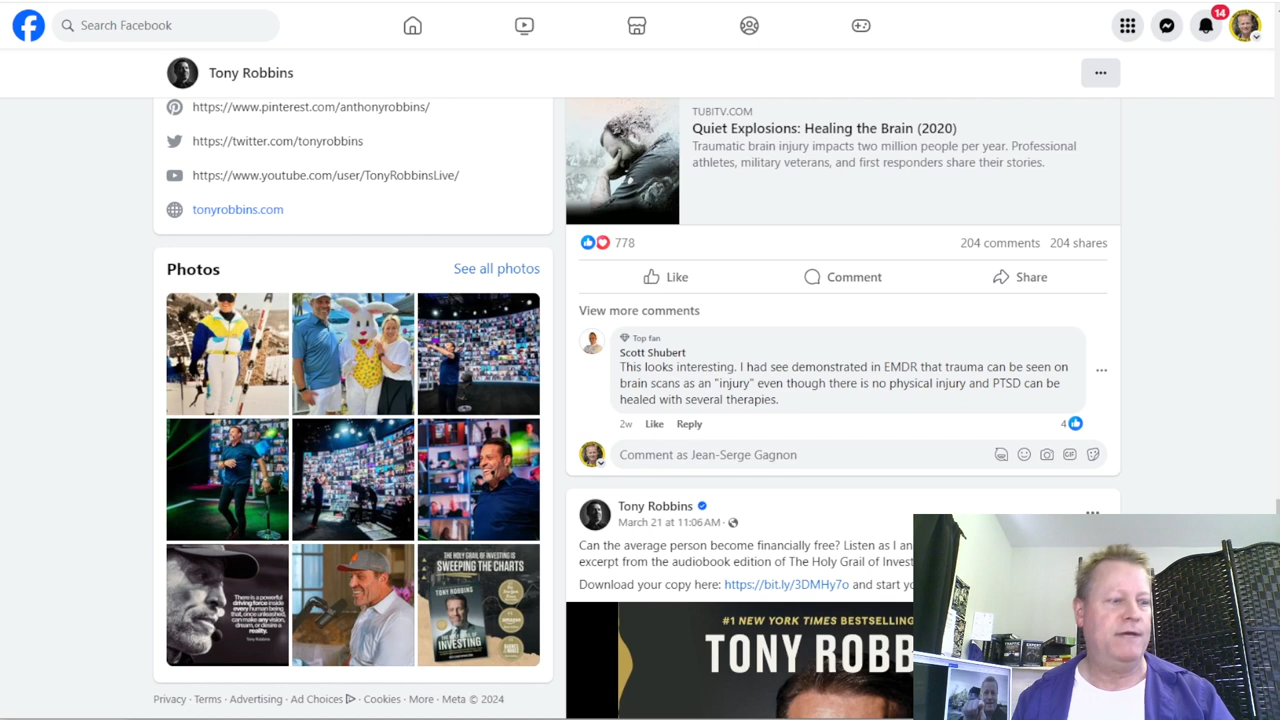 Search Facebook
14
Tony Robbins
https://www.pinterest.com/anthonyrobbins/
https://twitter.com/tonyrobbins
https://www.youtube.com/user/TonyRobbinsLive/
tonyrobbins.com
Photos
See all photos
There is a powerful
driving force inside
every human being
that, once unleashed,
can make any vision,
dream, or desire a
reality.
Tony Robbins
THE HOLY GRAIL OF INVESTING IS
SWEEPING THE CHARTS
TONY ROBBINS
THE HOLY GRAIL OF
INVESTING
Privacy · Terms · Advertising · Ad Choices · Cookies · More · Meta © 2024
TUBITV.COM
Quiet Explosions: Healing the Brain (2020)
Traumatic brain injury impacts two million people per year. Professional
athletes, military veterans, and first responders share their stories.
778
204 comments 204 shares
Like
Comment
Share
View more comments
Top fan
Scott Shubert
This looks interesting. I had see demonstrated in EMDR that trauma can be seen on
brain scans as an "injury" even though there is no physical injury and PTSD can be
healed with several therapies.
2w Like Reply
4
Comment as Jean-Serge Gagnon
GIF
Tony Robbins
March 21 at 11:06 AM ·
Can the average person become financially free? Listen as I an
excerpt from the audiobook edition of The Holy Grail of Invest
Download your copy here: https://bit.ly/3DMHy7o and start yo
#1 NEW YORK TIMES BESTSELLING
TONY ROBB